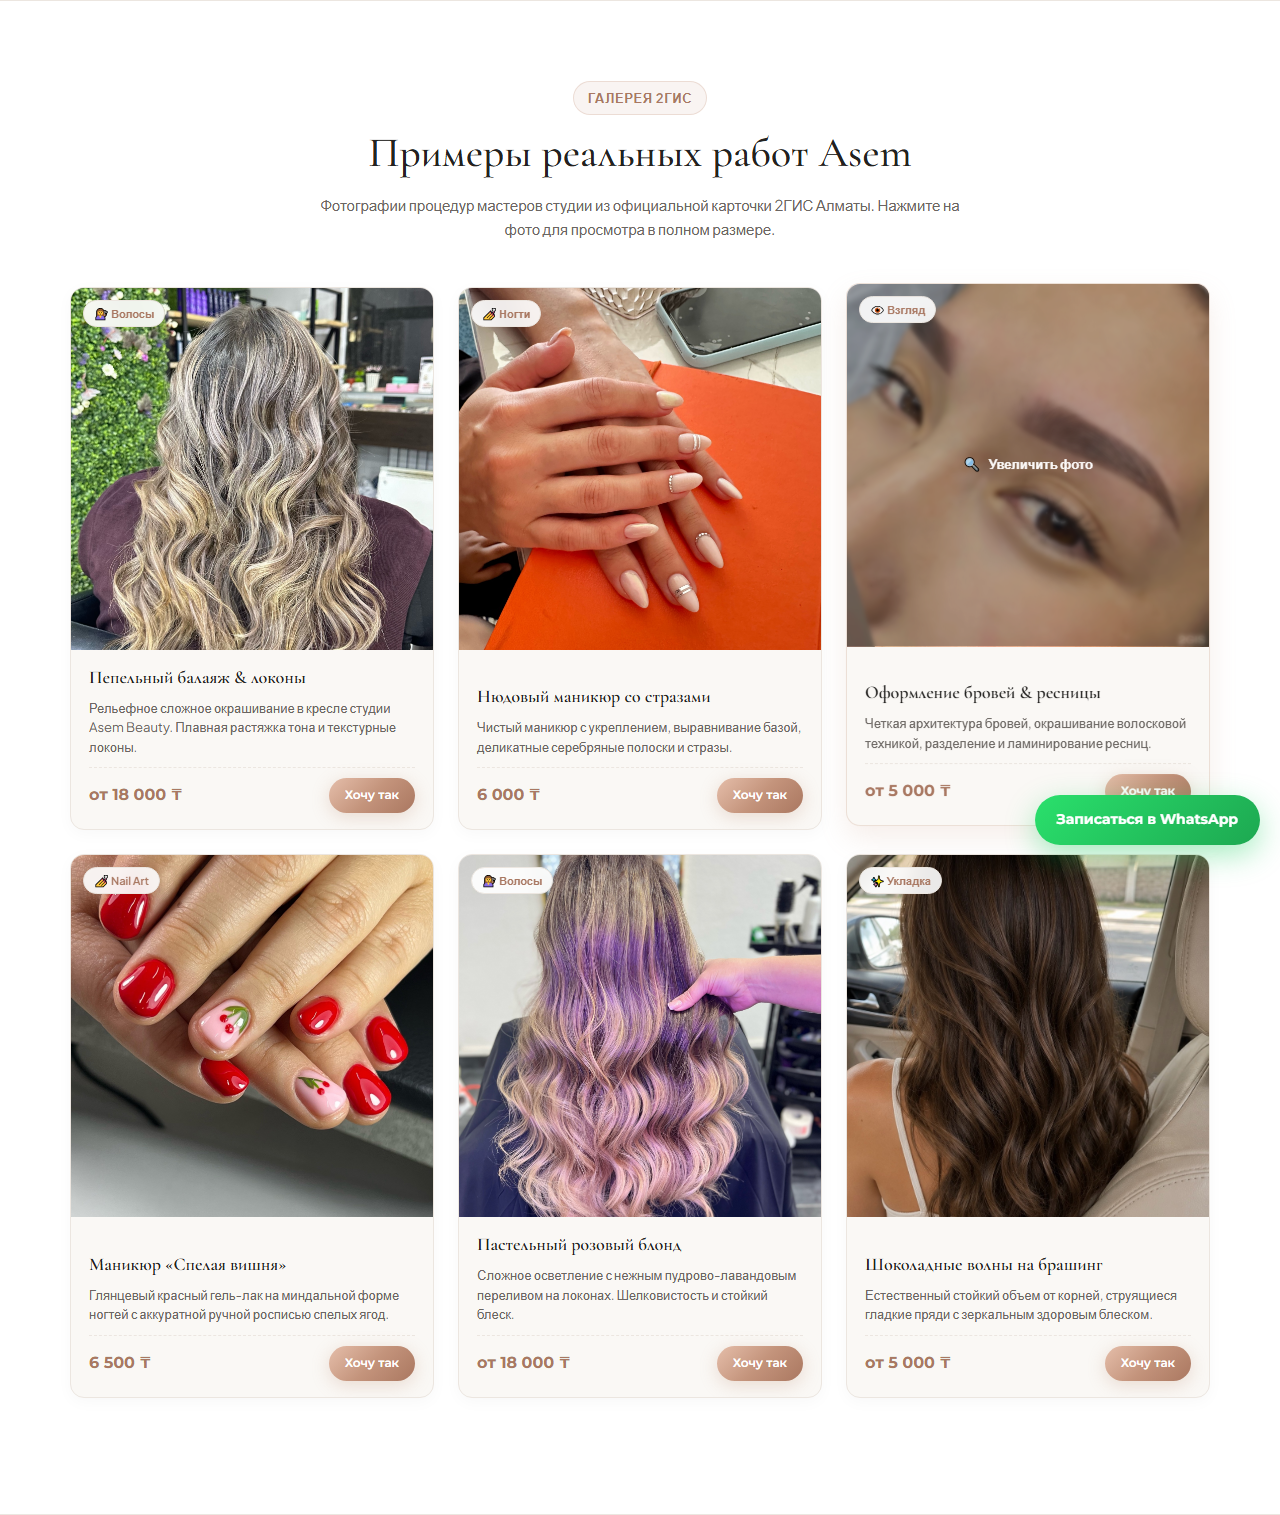 ГАЛЕРЕЯ 2ГИС
Примеры реальных работ Asem
Фотографии процедур мастеров студии из официальной карточки 2ГИС Алматы. Нажмите на
фото для просмотра в полном размере.
Волосы
Ногти
Взгляд
Увеличить фото
Пепельный балаяж & локоны
Рельефное сложное окрашивание в кресле студии
Asem Beauty. Плавная растяжка тона и текстурные
локоны.
от 18 000 ₸
Хочу так
Нюдовый маникюр со стразами
Чистый маникюр с укреплением, выравнивание базой,
деликатные серебряные полоски и стразы.
6 000 ₸
Хочу так
Оформление бровей & ресницы
Четкая архитектура бровей, окрашивание волосковой
техникой, разделение и ламинирование ресниц.
от 5 000 ₸
Хочу так
Записаться в WhatsApp
Nail Art
Волосы
Укладка
Маникюр «Спелая вишня»
Глянцевый красный гель-лак на миндальной форме
ногтей с аккуратной ручной росписью спелых ягод.
6 500 ₸
Хочу так
Пастельный розовый блонд
Сложное осветление с нежным пудрово-лавандовым
переливом на локонах. Шелковистость и стойкий
блеск.
от 18 000 ₸
Хочу так
Шоколадные волны на брашинг
Естественный стойкий объем от корней, струящиеся
гладкие пряди с зеркальным здоровым блеском.
от 5 000 ₸
Хочу так